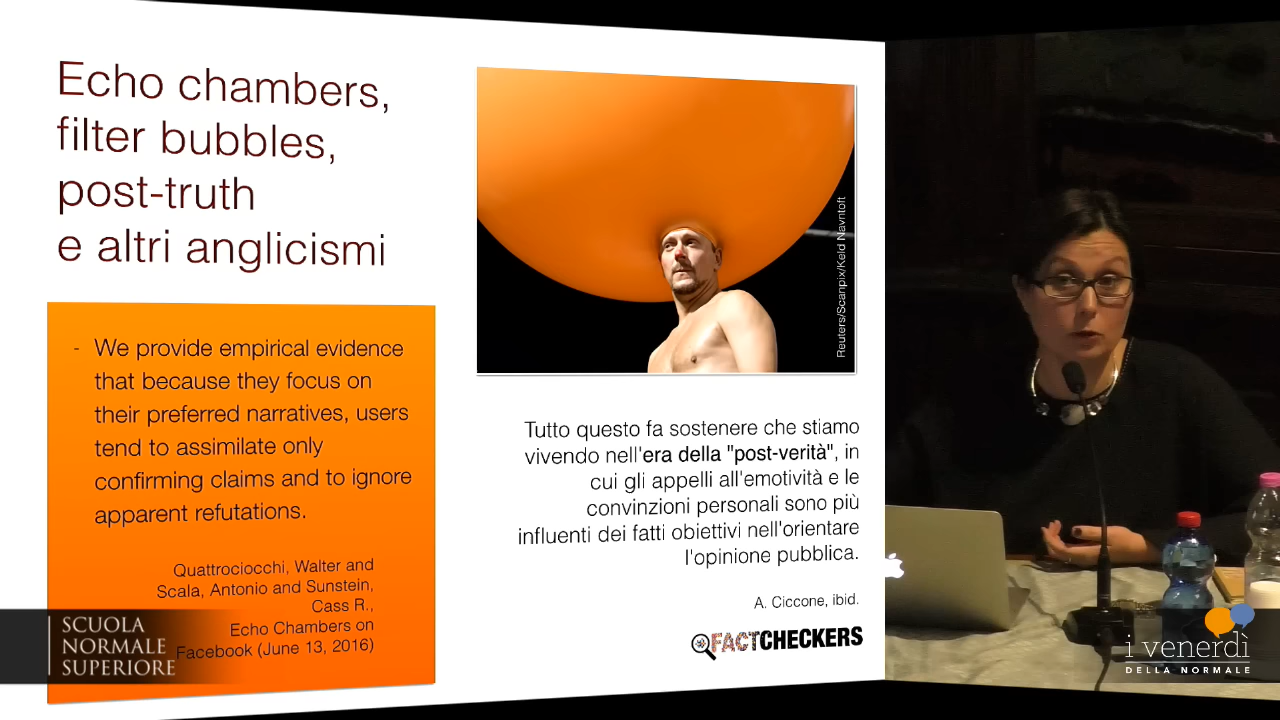 Echo chambers,
filter bubbles,
post-truth
e altri anglicismi
- We provide empirical evidence
that because they focus on
their preferred narratives, users
tend to assimilate only
confirming claims and to ignore
apparent refutations.
Quattrociocchi, Walter and
Scala, Antonio and Sunstein,
Cass R.,
Echo Chambers on
Facebook (June 13, 2016)
SCUOLA
NORMALE
SUPERIORE
Reuters/Scanpix/Keld Navntoft
Tutto questo fa sostenere che stiamo
vivendo nell'era della "post-verità", in
cui gli appelli all'emotività e le
convinzioni personali sono più
influenti dei fatti obiettivi nell'orientare
l'opinione pubblica.
A. Ciccone, ibid.
FACTCHECKERS
i venerdì
DELLA NORMALE